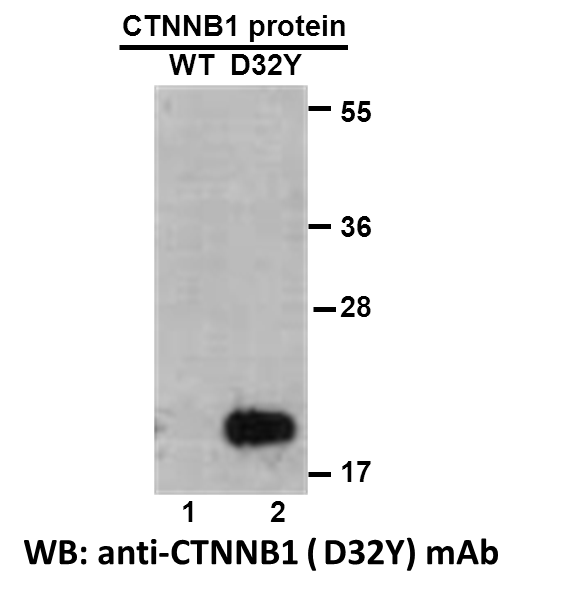 CTNNB1 protein
WT D32Y
55
36
28
17
1 2
WB: anti-CTNNB1 ( D32Y) mAb